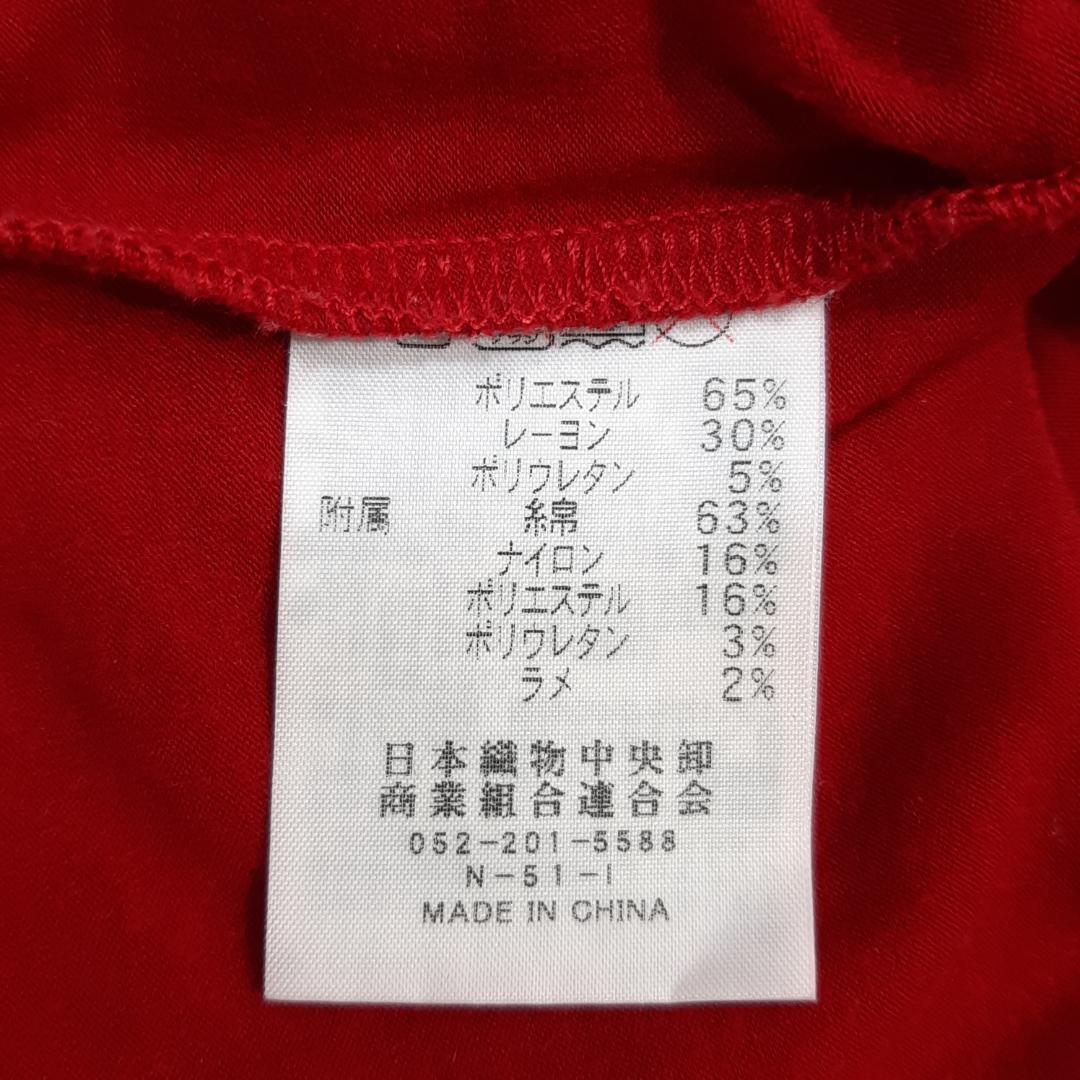 ポリエステル 65%
レーヨン 30%
ポリウレタン 5%
附属 綿 63%
ナイロン 16%
ポリエステル 16%
ポリウレタン 3%
ラメ 2%
日本織物中央卸
商業組合連合会
052-201-5588
N-51-1
MADE IN CHINA